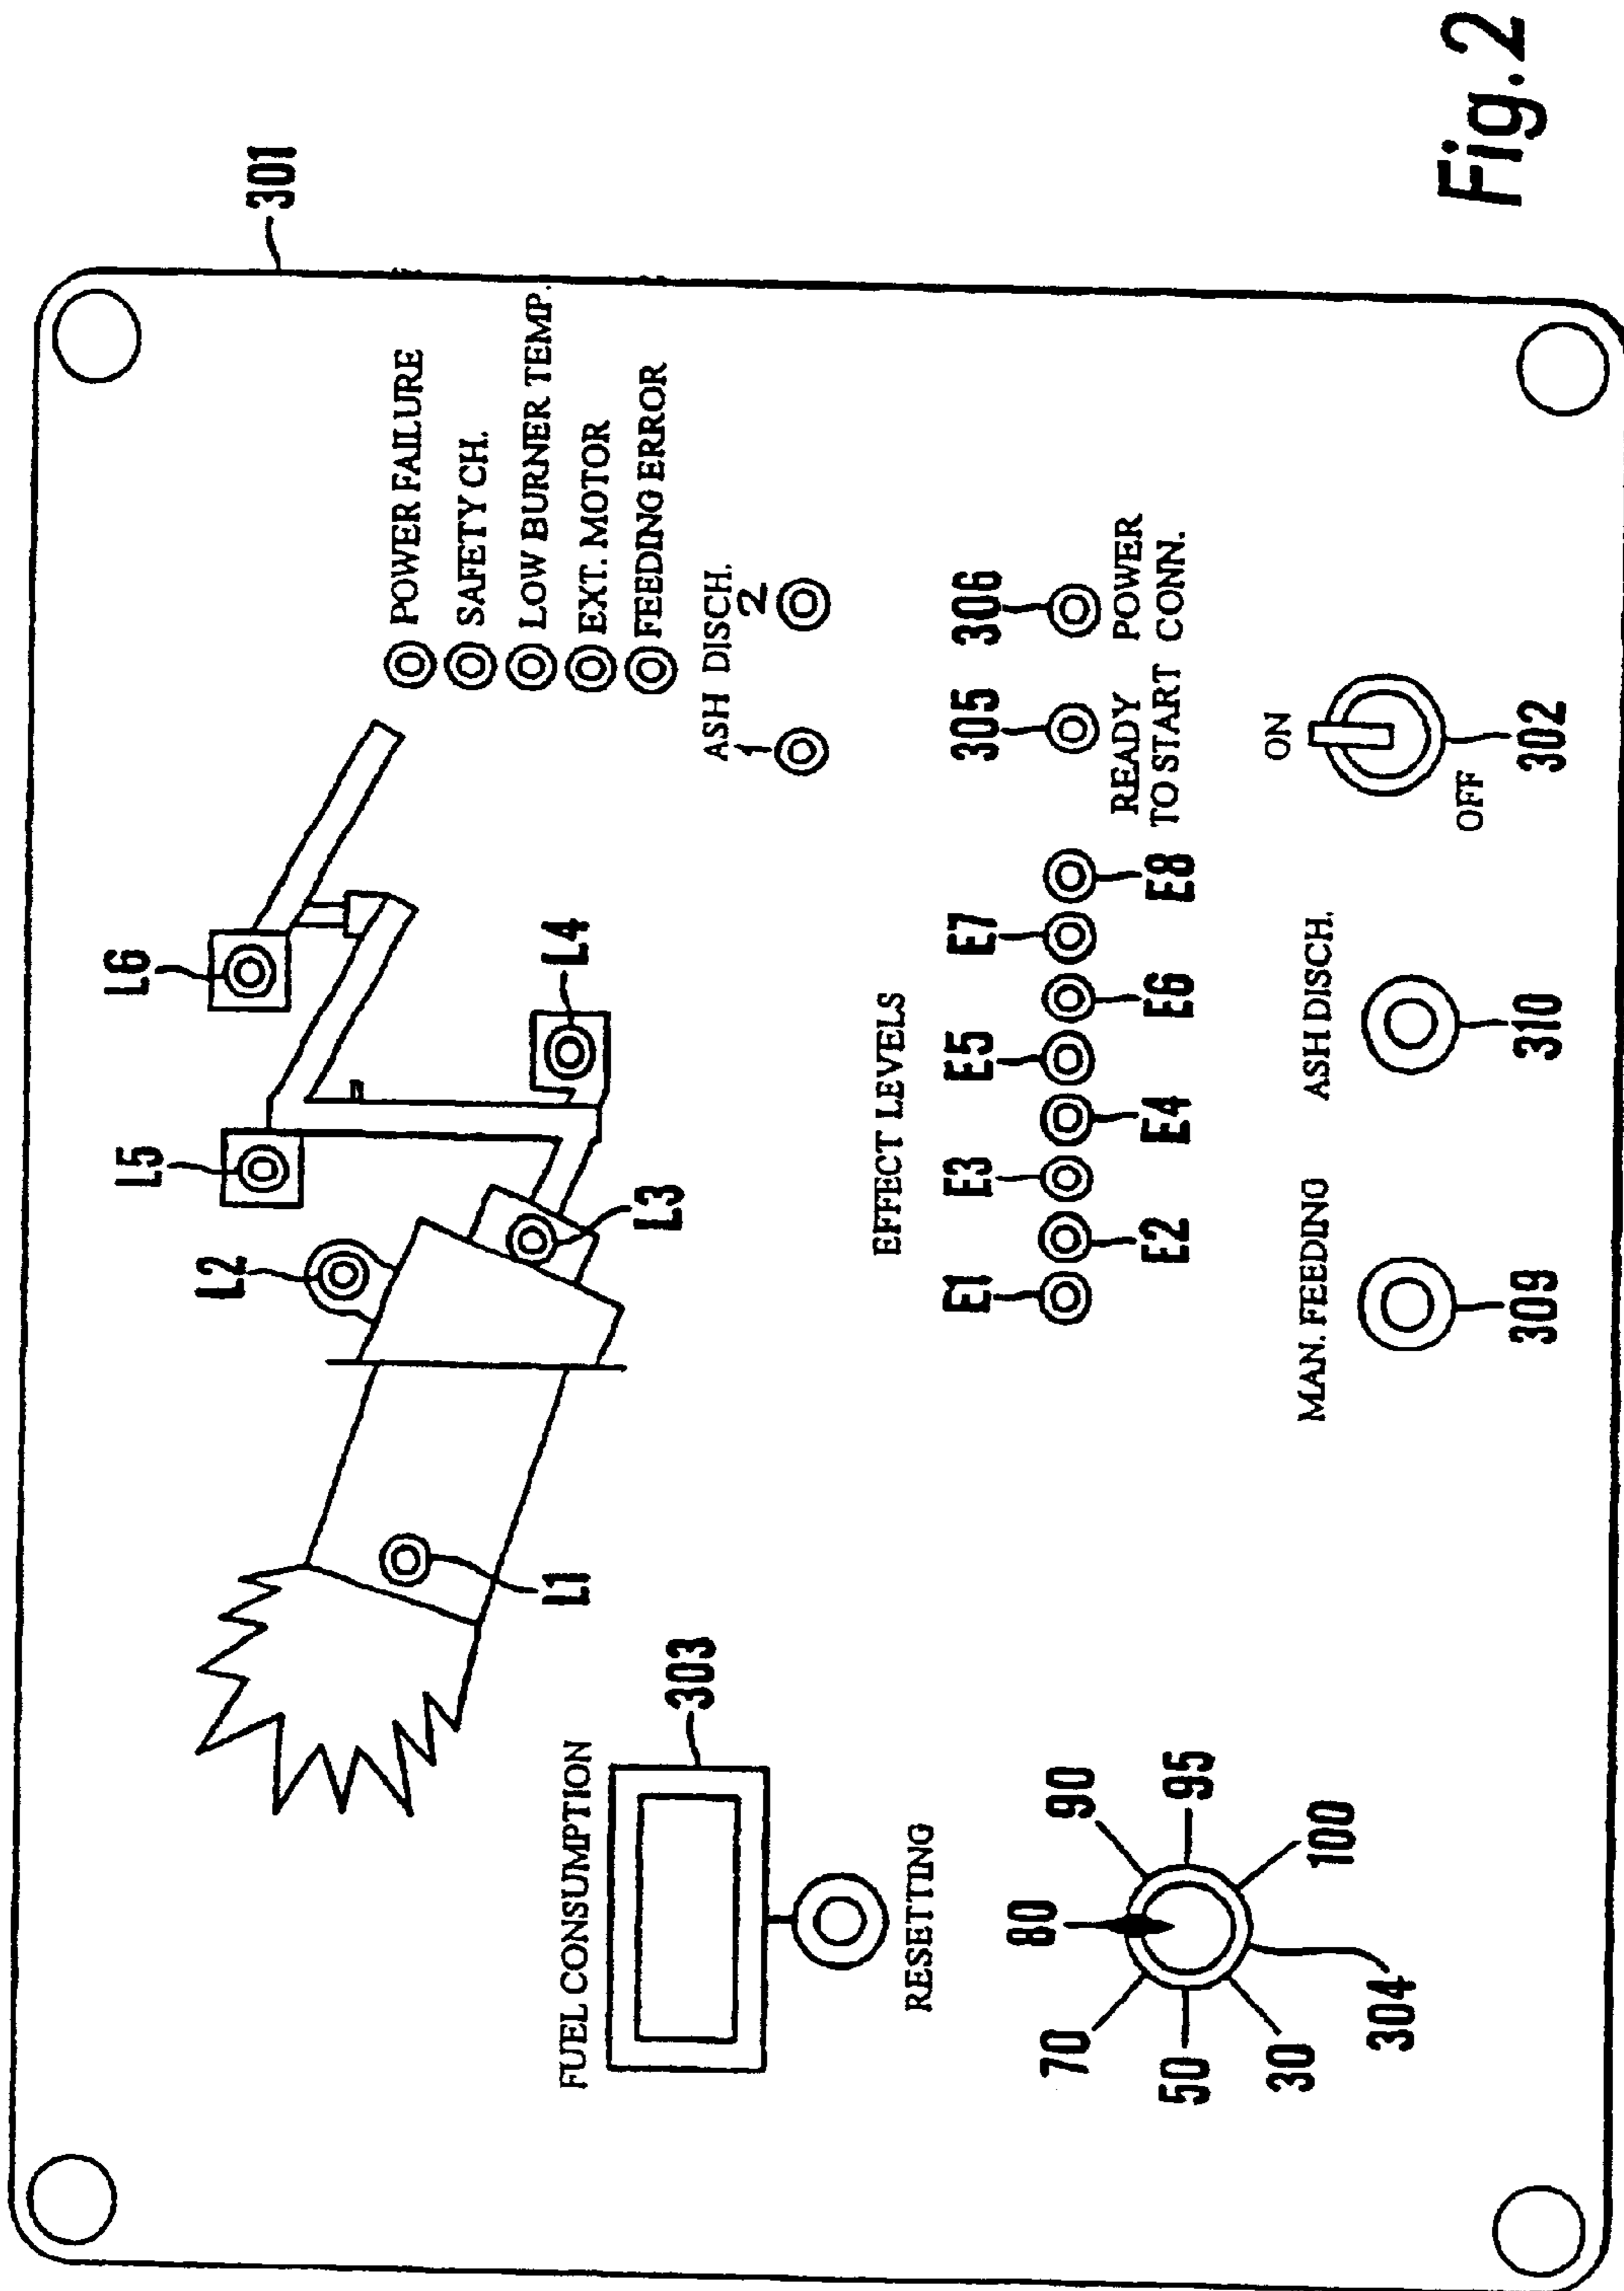 301
L6
L5
L2
L4
L3
L1
POWER FAILURE
SAFETY CH.
LOW BURNER TEMP.
EXT. MOTOR
FEEDING ERROR
FUEL CONSUMPTION
303
RESETTING
ASH DISCH.
1 2
EFFECT LEVELS
E1 E3 E5 E7
E2 E4 E6 E8
305 306
READY
TO START
POWER
CONN.
80
70 90
50 95
30 100
304
MAN. FEEDING
309
ASH DISCH.
310
ON
OFF
302
Fig. 2